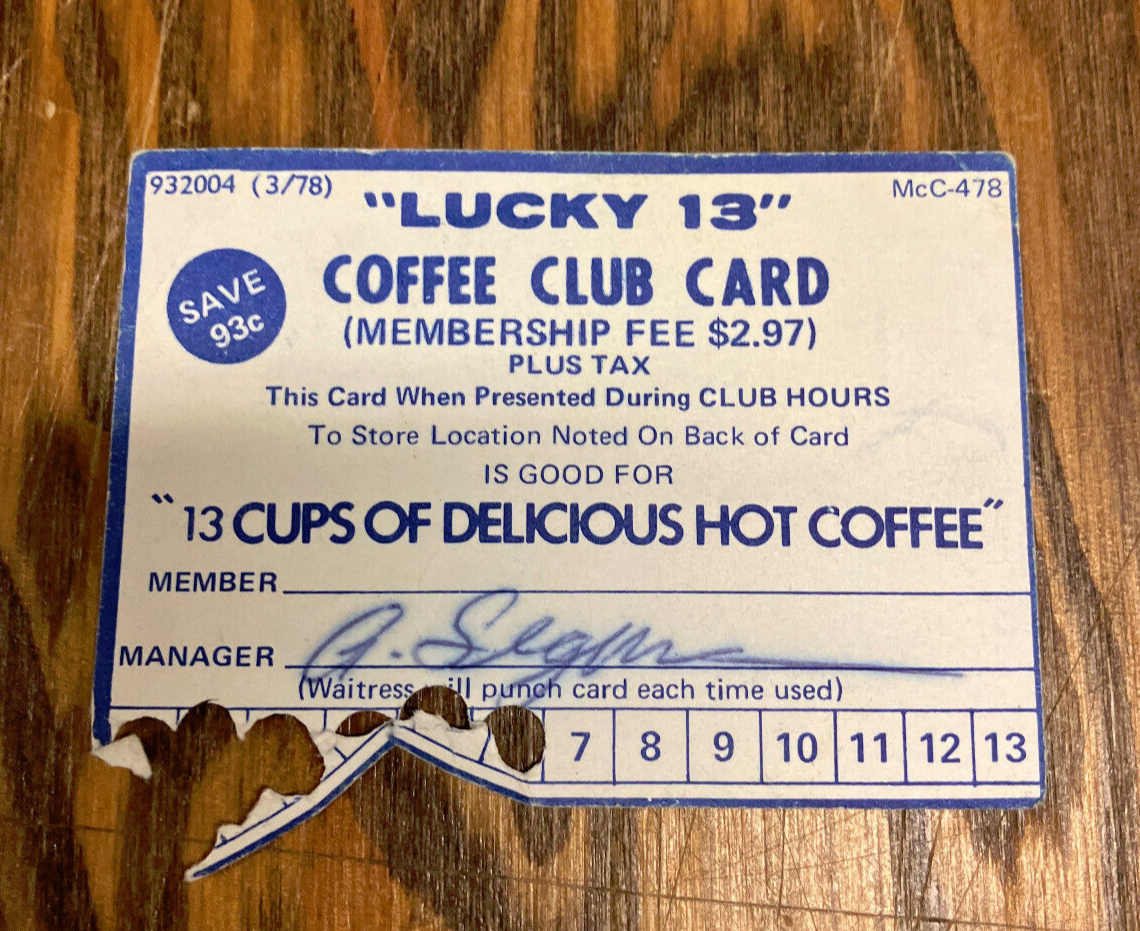 932004 (3/78)
McC-478
"LUCKY 13"
SAVE
93c
COFFEE CLUB CARD
(MEMBERSHIP FEE $2.97)
PLUS TAX
This Card When Presented During CLUB HOURS
To Store Location Noted On Back of Card
IS GOOD FOR
"13 CUPS OF DELICIOUS HOT COFFEE"
MEMBER
MANAGER
(Waitress will punch card each time used)
7 8 9 10 11 12 13